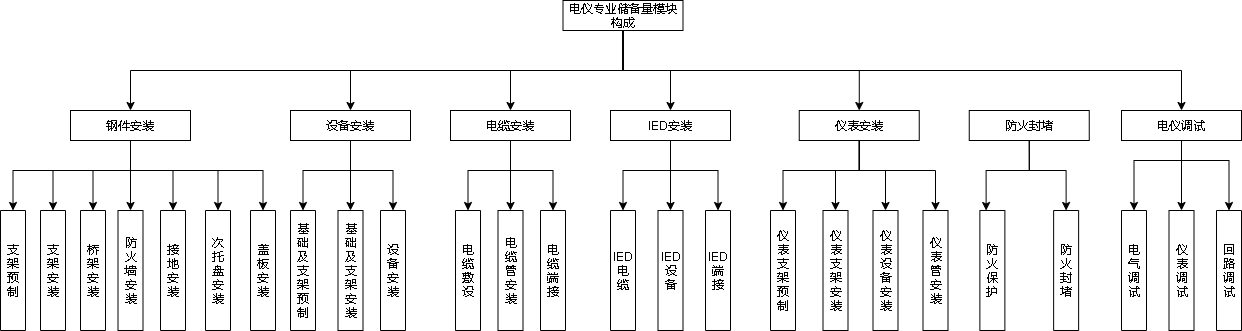 电仪专业储备量模块
构成
钢件安装
设备安装
电缆安装
IED安装
仪表安装
防火封堵
电仪调试
支架预制
支架安装
桥架安装
防火墙安装
接地安装
次托盘安装
盖板安装
基础及支架预制
基础及支架安装
设备安装
电缆敷设
电缆管安装
电缆端接
IED电缆
IED设备
IED端接
仪表支架预制
仪表支架安装
仪表设备安装
仪表管安装
防火保护
防火封堵
电气调试
仪表调试
回路调试